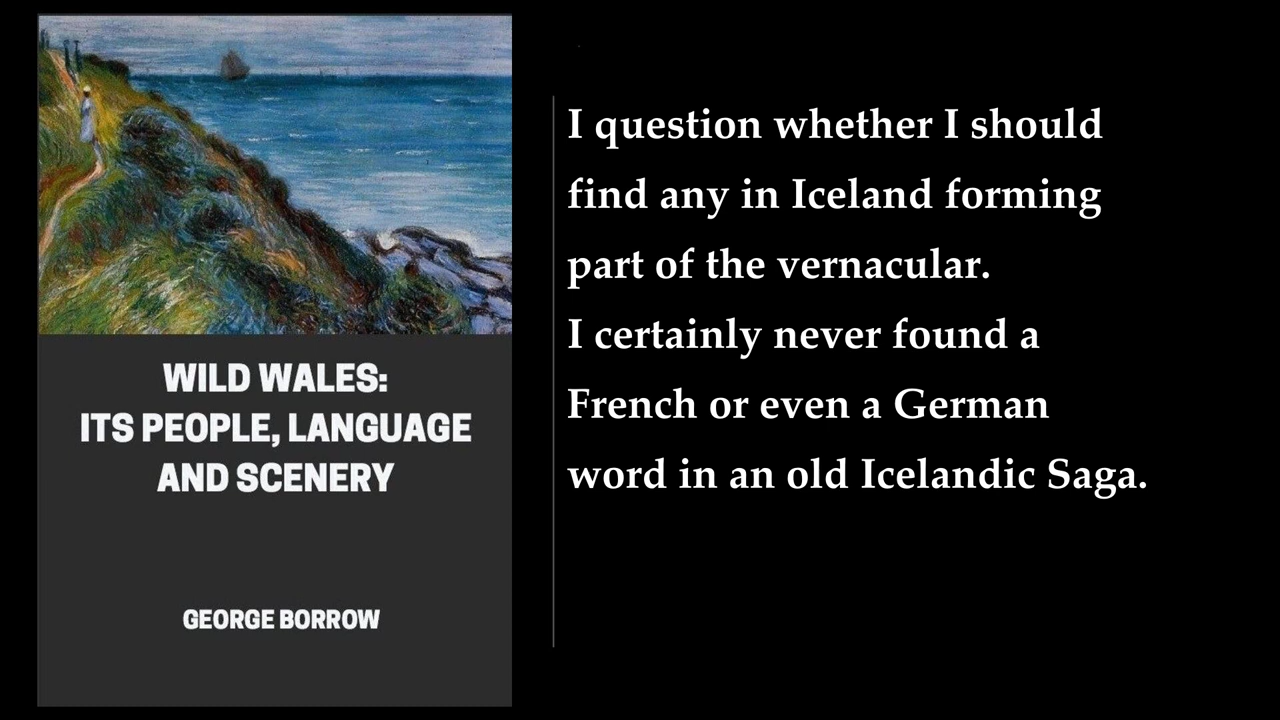 WILD WALES:
ITS PEOPLE, LANGUAGE
AND SCENERY
GEORGE BORROW
I question whether I should
find any in Iceland forming
part of the vernacular.
I certainly never found a
French or even a German
word in an old Icelandic Saga.